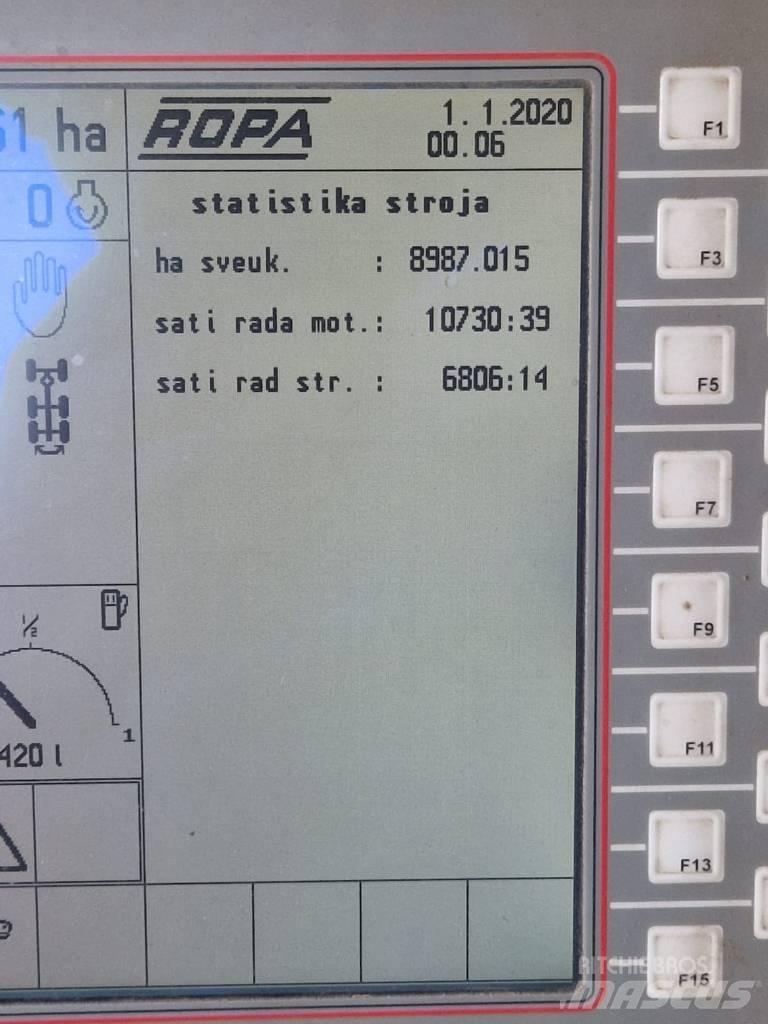 ha
ROPA
1. 1.2020
00.06
0
statistika stroja
ha sveuk. : 8987.015
sati rada mot.: 10730:39
sati rad str. : 6806:14
1/2
1
420 l
F1
F3
F5
F7
F9
F11
F13
F15
RITCHIE BROS.
MASCUS